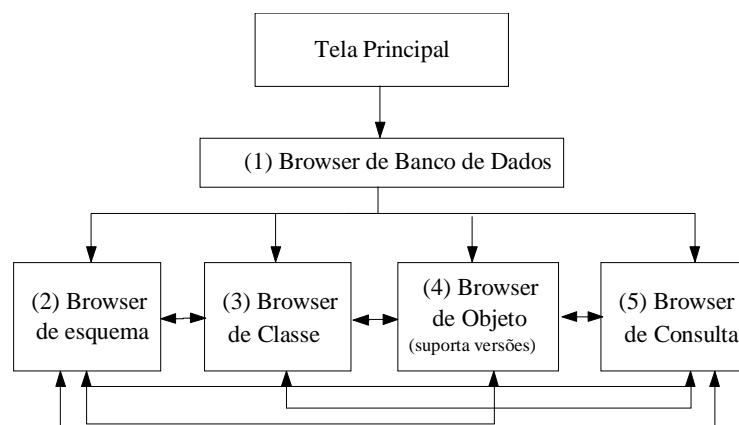 Tela Principal
(1) Browser de Banco de Dados
(2) Browser
de esquema
(3) Browser
de Classe
(4) Browser
de Objeto
(suporta versões)
(5) Browser
de Consulta